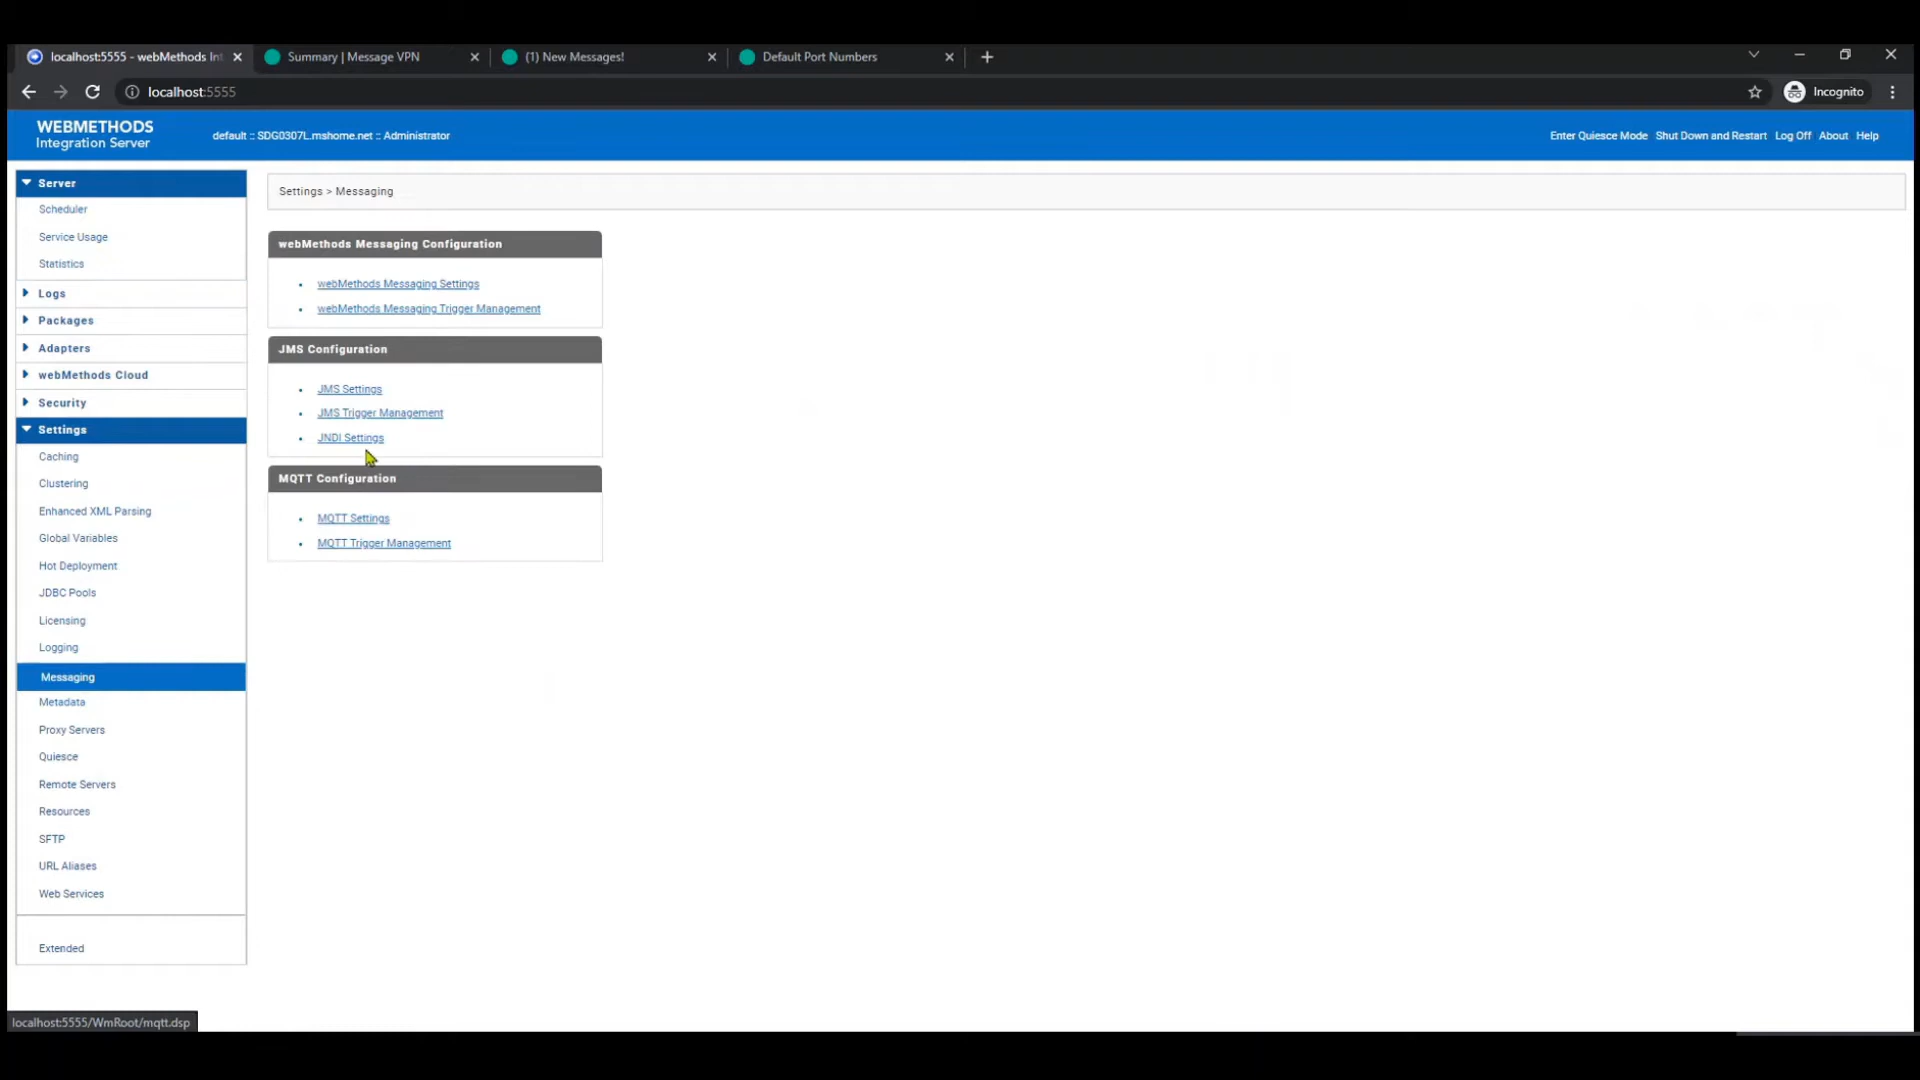 localhost:5555 - webMethods Int
Summary | Message VPN
(1) New Messages!
Default Port Numbers
localhost:5555
Incognito
WEBMETHODS
Integration Server
default :: SDG0307L.mshome.net :: Administrator
Enter Quiesce Mode Shut Down and Restart Log Off About Help
Server
Scheduler
Service Usage
Statistics
Logs
Packages
Adapters
webMethods Cloud
Security
Settings
Caching
Clustering
Enhanced XML Parsing
Global Variables
Hot Deployment
JDBC Pools
Licensing
Logging
Messaging
Metadata
Proxy Servers
Quiesce
Remote Servers
Resources
SFTP
URL Aliases
Web Services
Extended
Settings > Messaging
webMethods Messaging Configuration
webMethods Messaging Settings
webMethods Messaging Trigger Management
JMS Configuration
JMS Settings
JMS Trigger Management
JNDI Settings
MQTT Configuration
MQTT Settings
MQTT Trigger Management
localhost:5555/WmRoot/mqtt.dsp